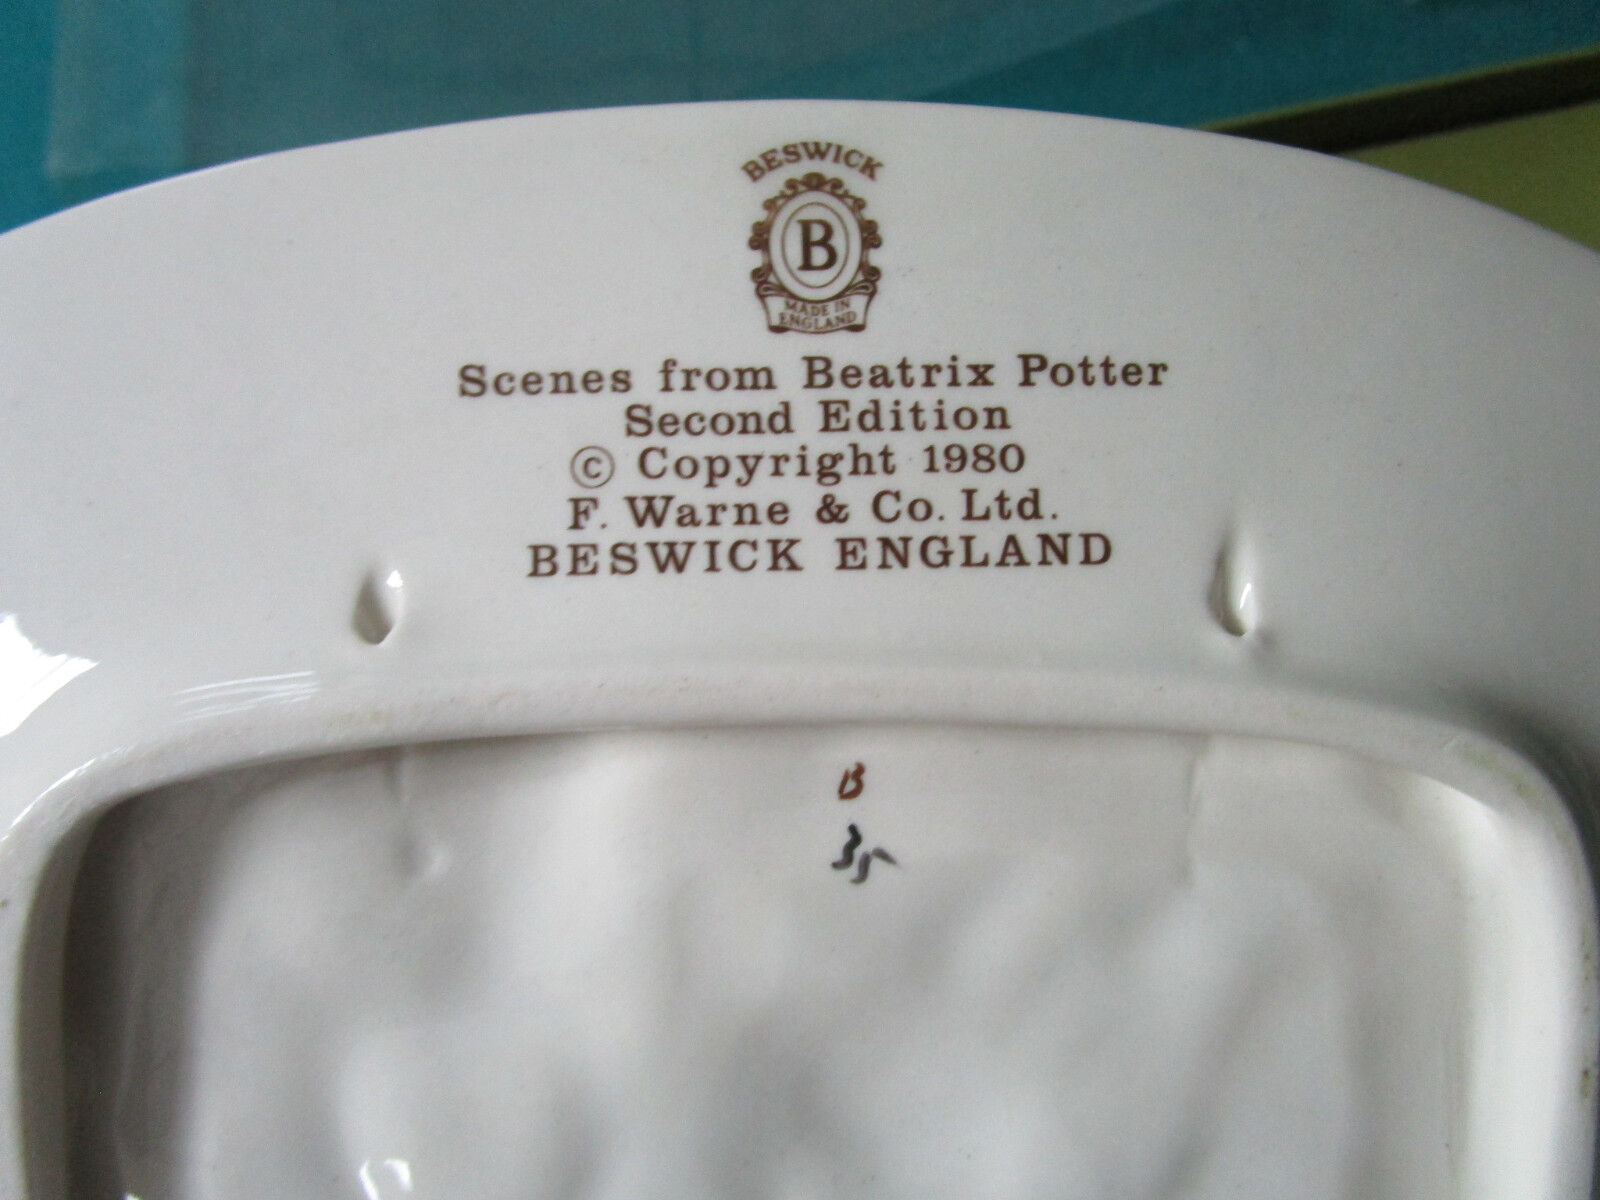 BESWICK
B
MADE IN
ENGLAND
Scenes from Beatrix Potter
Second Edition
© Copyright 1980
F. Warne & Co. Ltd.
BESWICK ENGLAND
B